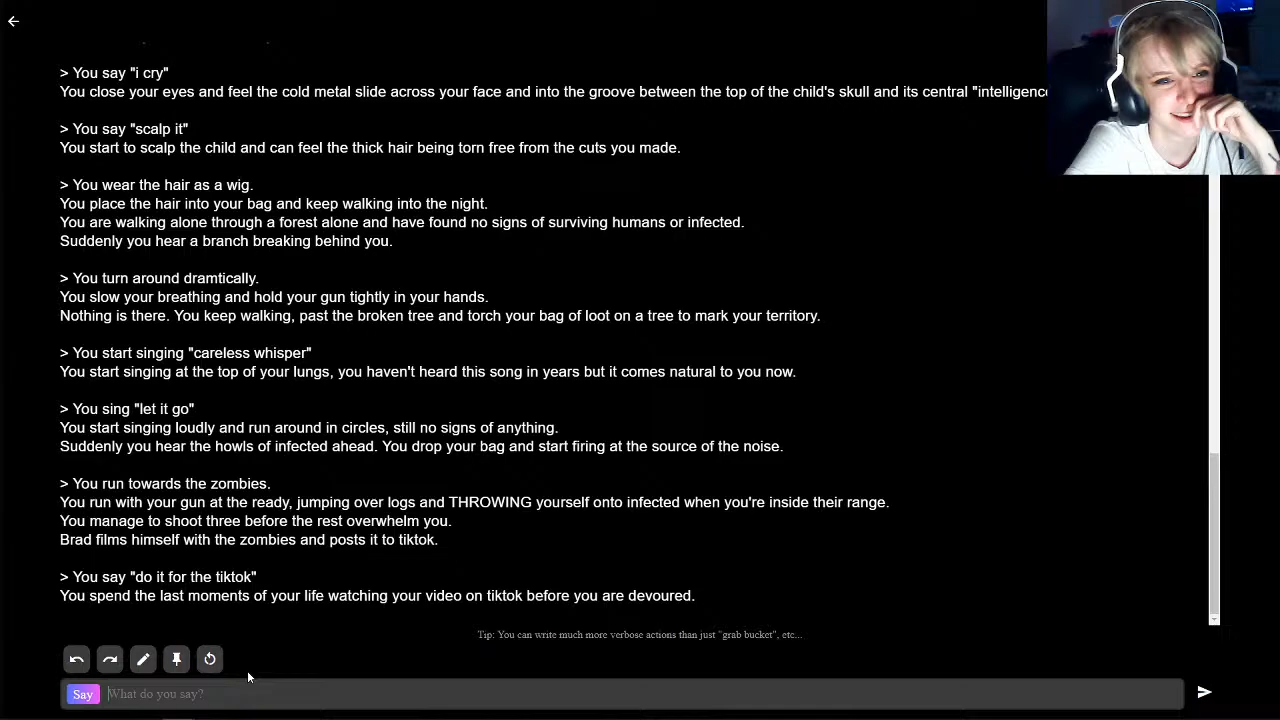 > You say "i cry"
You close your eyes and feel the cold metal slide across your face and into the groove between the top of the child's skull and its central "intelligence
> You say "scalp it"
You start to scalp the child and can feel the thick hair being torn free from the cuts you made.
> You wear the hair as a wig.
You place the hair into your bag and keep walking into the night.
You are walking alone through a forest alone and have found no signs of surviving humans or infected.
Suddenly you hear a branch breaking behind you.
> You turn around dramtically.
You slow your breathing and hold your gun tightly in your hands.
Nothing is there. You keep walking, past the broken tree and torch your bag of loot on a tree to mark your territory.
> You start singing "careless whisper"
You start singing at the top of your lungs, you haven't heard this song in years but it comes natural to you now.
> You sing "let it go"
You start singing loudly and run around in circles, still no signs of anything.
Suddenly you hear the howls of infected ahead. You drop your bag and start firing at the source of the noise.
> You run towards the zombies.
You run with your gun at the ready, jumping over logs and THROWING yourself onto infected when you're inside their range.
You manage to shoot three before the rest overwhelm you.
Brad films himself with the zombies and posts it to tiktok.
> You say "do it for the tiktok"
You spend the last moments of your life watching your video on tiktok before you are devoured.
Tip: You can write much more verbose actions than just "grab bucket", etc...
Say What do you say?